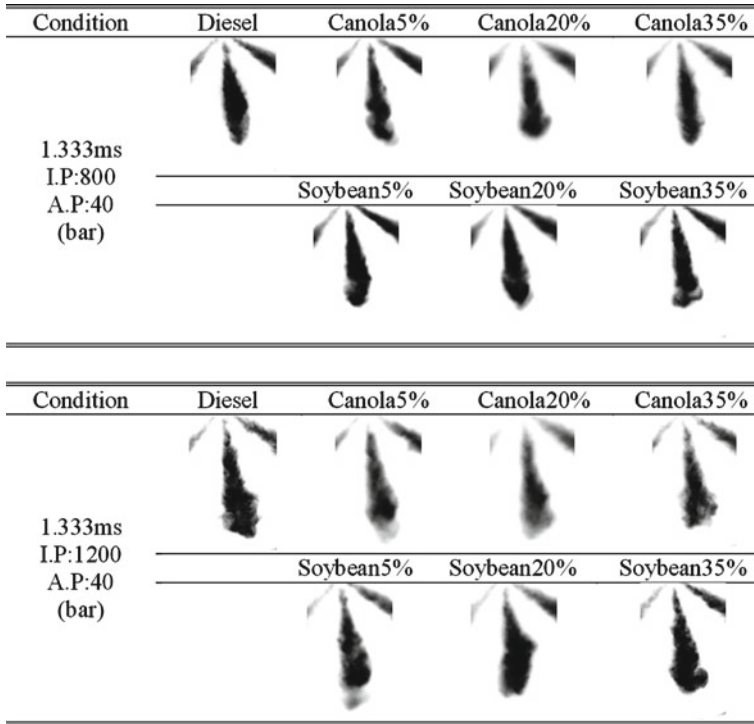 Condition Diesel Canola5% Canola20% Canola35%
1.333ms
I.P:800
A.P:40
(bar)
Soybean5% Soybean20% Soybean35%
Condition Diesel Canola5% Canola20% Canola35%
1.333ms
I.P:1200
A.P:40
(bar)
Soybean5% Soybean20% Soybean35%